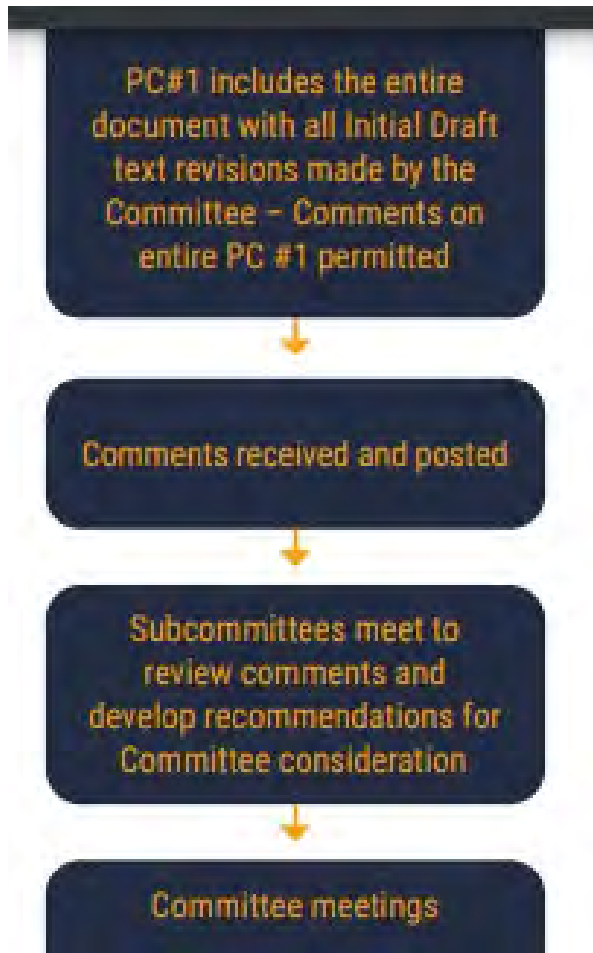 PC#1 includes the entire
document with all Initial Draft
text revisions made by the
Committee – Comments on
entire PC #1 permitted
Comments received and posted
Subcommittees meet to
review comments and
develop recommendations for
Committee consideration
Committee meetings